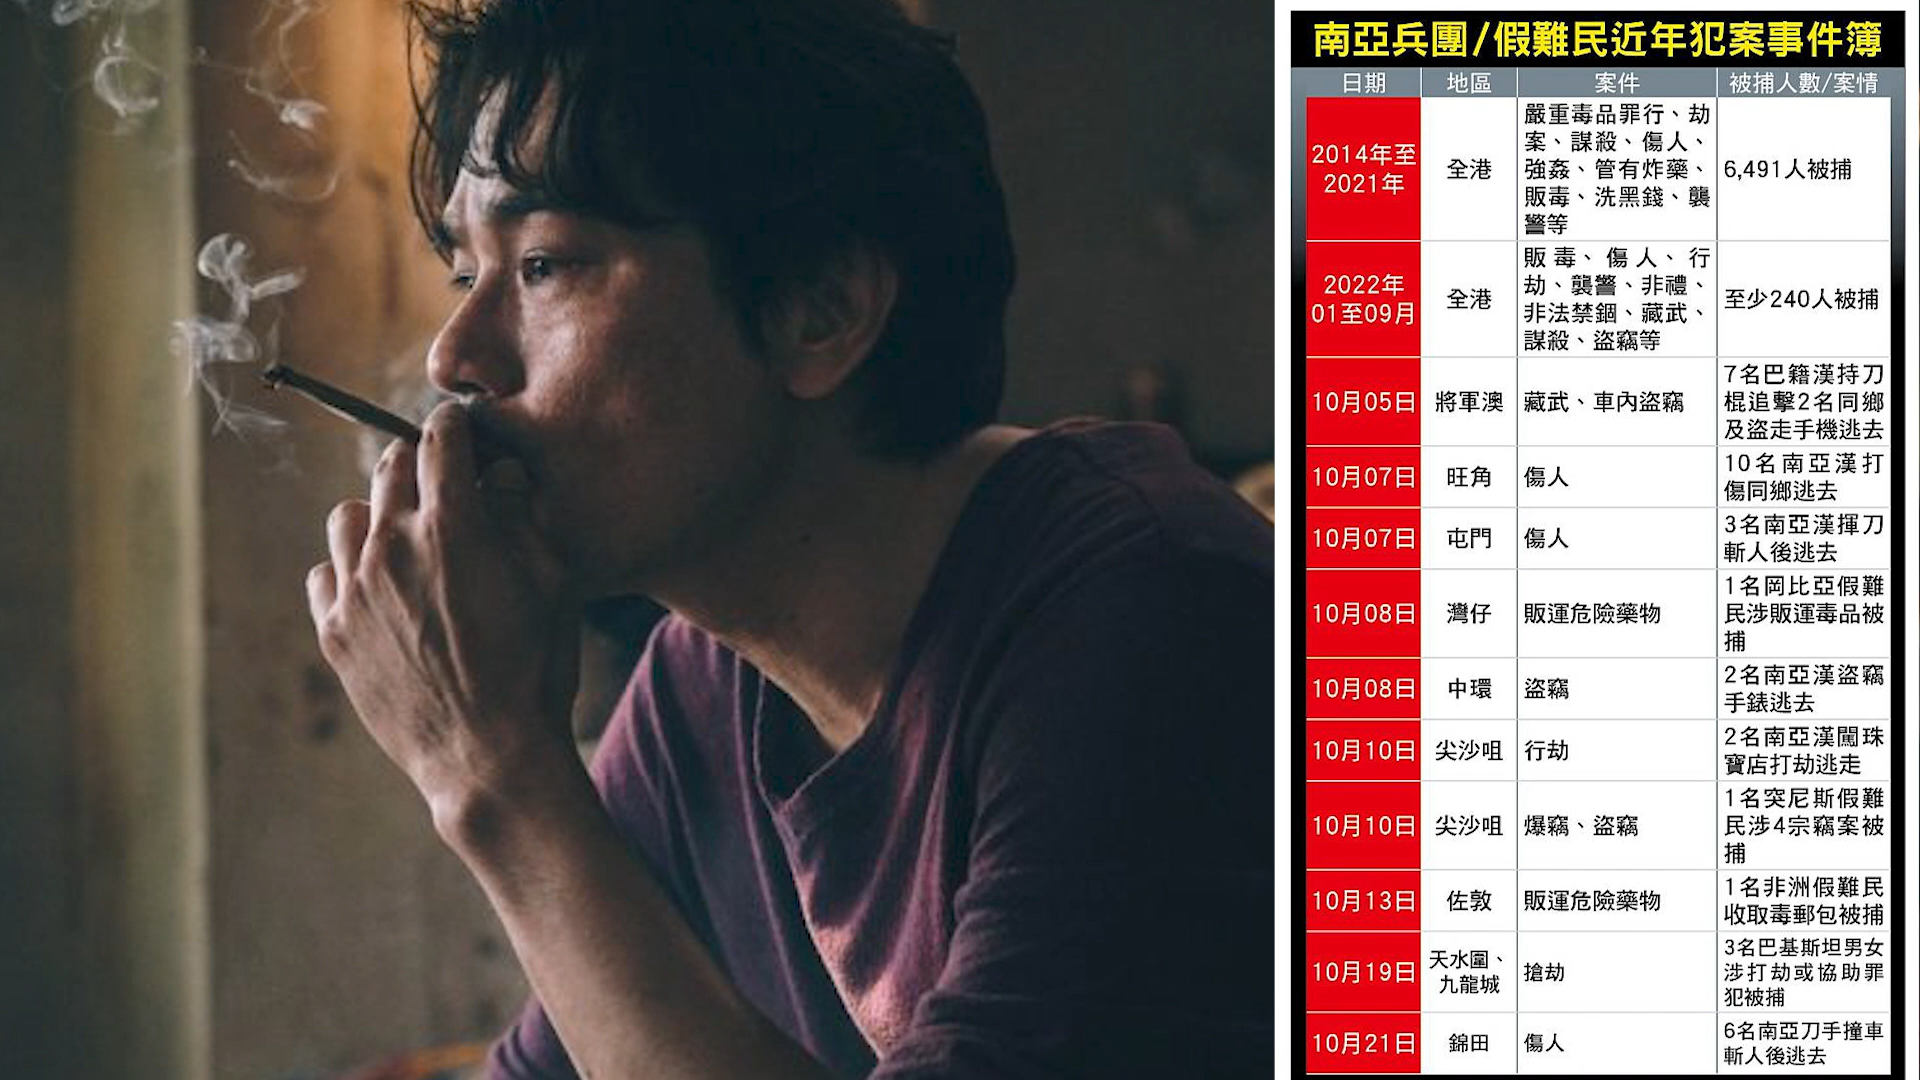 南亞兵團/假難民近年犯案事件簿
日期 地區 案件 被捕人數/案情
2014年至
2021年
全港
嚴重毒品罪行、劫
案、謀殺、傷人、
強姦、管有炸藥、
販毒、洗黑錢、襲
警等
6,491人被捕
2022年
01至09月
全港
販毒、傷人、行
劫、襲警、非禮、
非法禁錮、藏武、
謀殺、盜竊等
至少240人被捕
10月05日
將軍澳
藏武、車內盜竊
7名巴籍漢持刀
棍追擊2名同鄉
及盜走手機逃去
10月07日
旺角
傷人
10名南亞漢打
傷同鄉逃去
10月07日
屯門
傷人
3名南亞漢揮刀
斬人後逃去
10月08日
灣仔
販運危險藥物
1名岡比亞假難
民涉販運毒品被
捕
10月08日
中環
盜竊
2名南亞漢盜竊
手錶逃去
10月10日
尖沙咀
行劫
2名南亞漢闖珠
寶店打劫逃走
10月10日
尖沙咀
爆竊、盜竊
1名突尼斯假難
民涉4宗竊案被
捕
10月13日
佐敦
販運危險藥物
1名非洲假難民
收取毒郵包被捕
10月19日
天水圍、
九龍城
搶劫
3名巴基斯坦男女
涉打劫或協助罪
犯被捕
10月21日
錦田
傷人
6名南亞刀手撞車
斬人後逃去